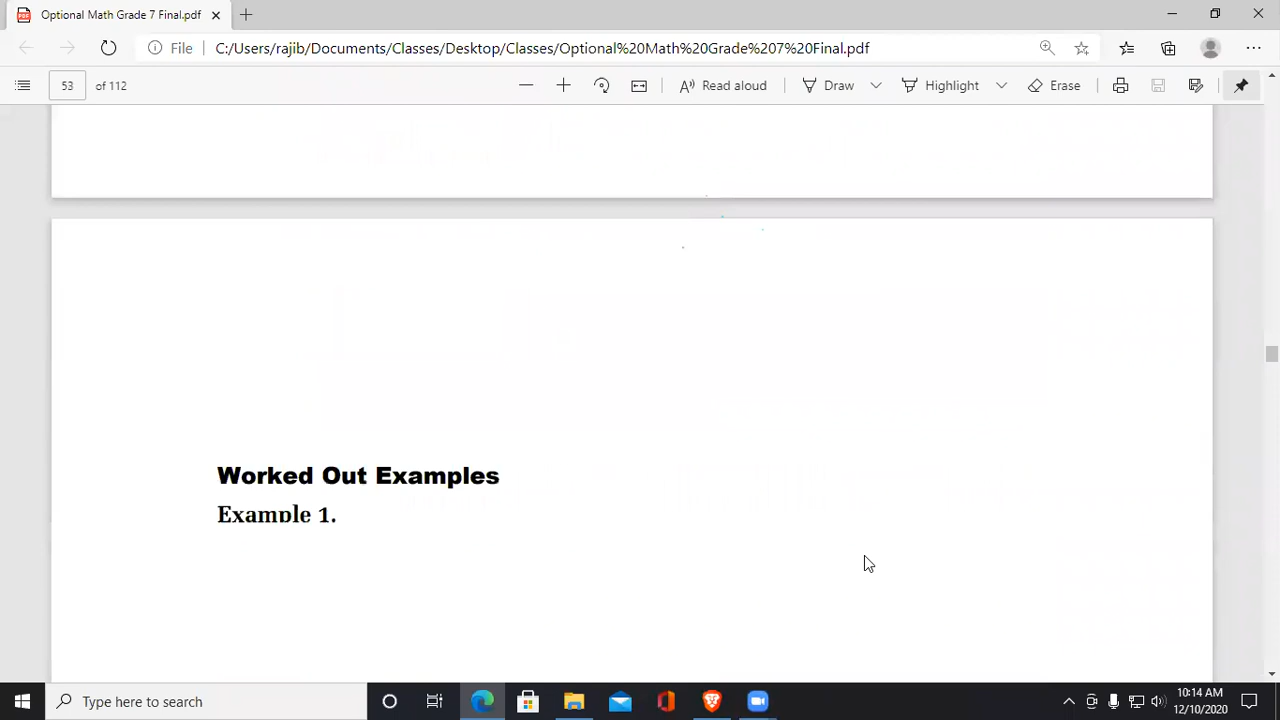 Optional Math Grade 7 Final.pdf
File C:/Users/rajib/Documents/Classes/Desktop/Classes/Optional%20Math%20Grade%207%20Final.pdf
53 of 112 Read aloud Draw Highlight Erase
Worked Out Examples
Example 1.
Type here to search
10:14 AM
12/10/2020